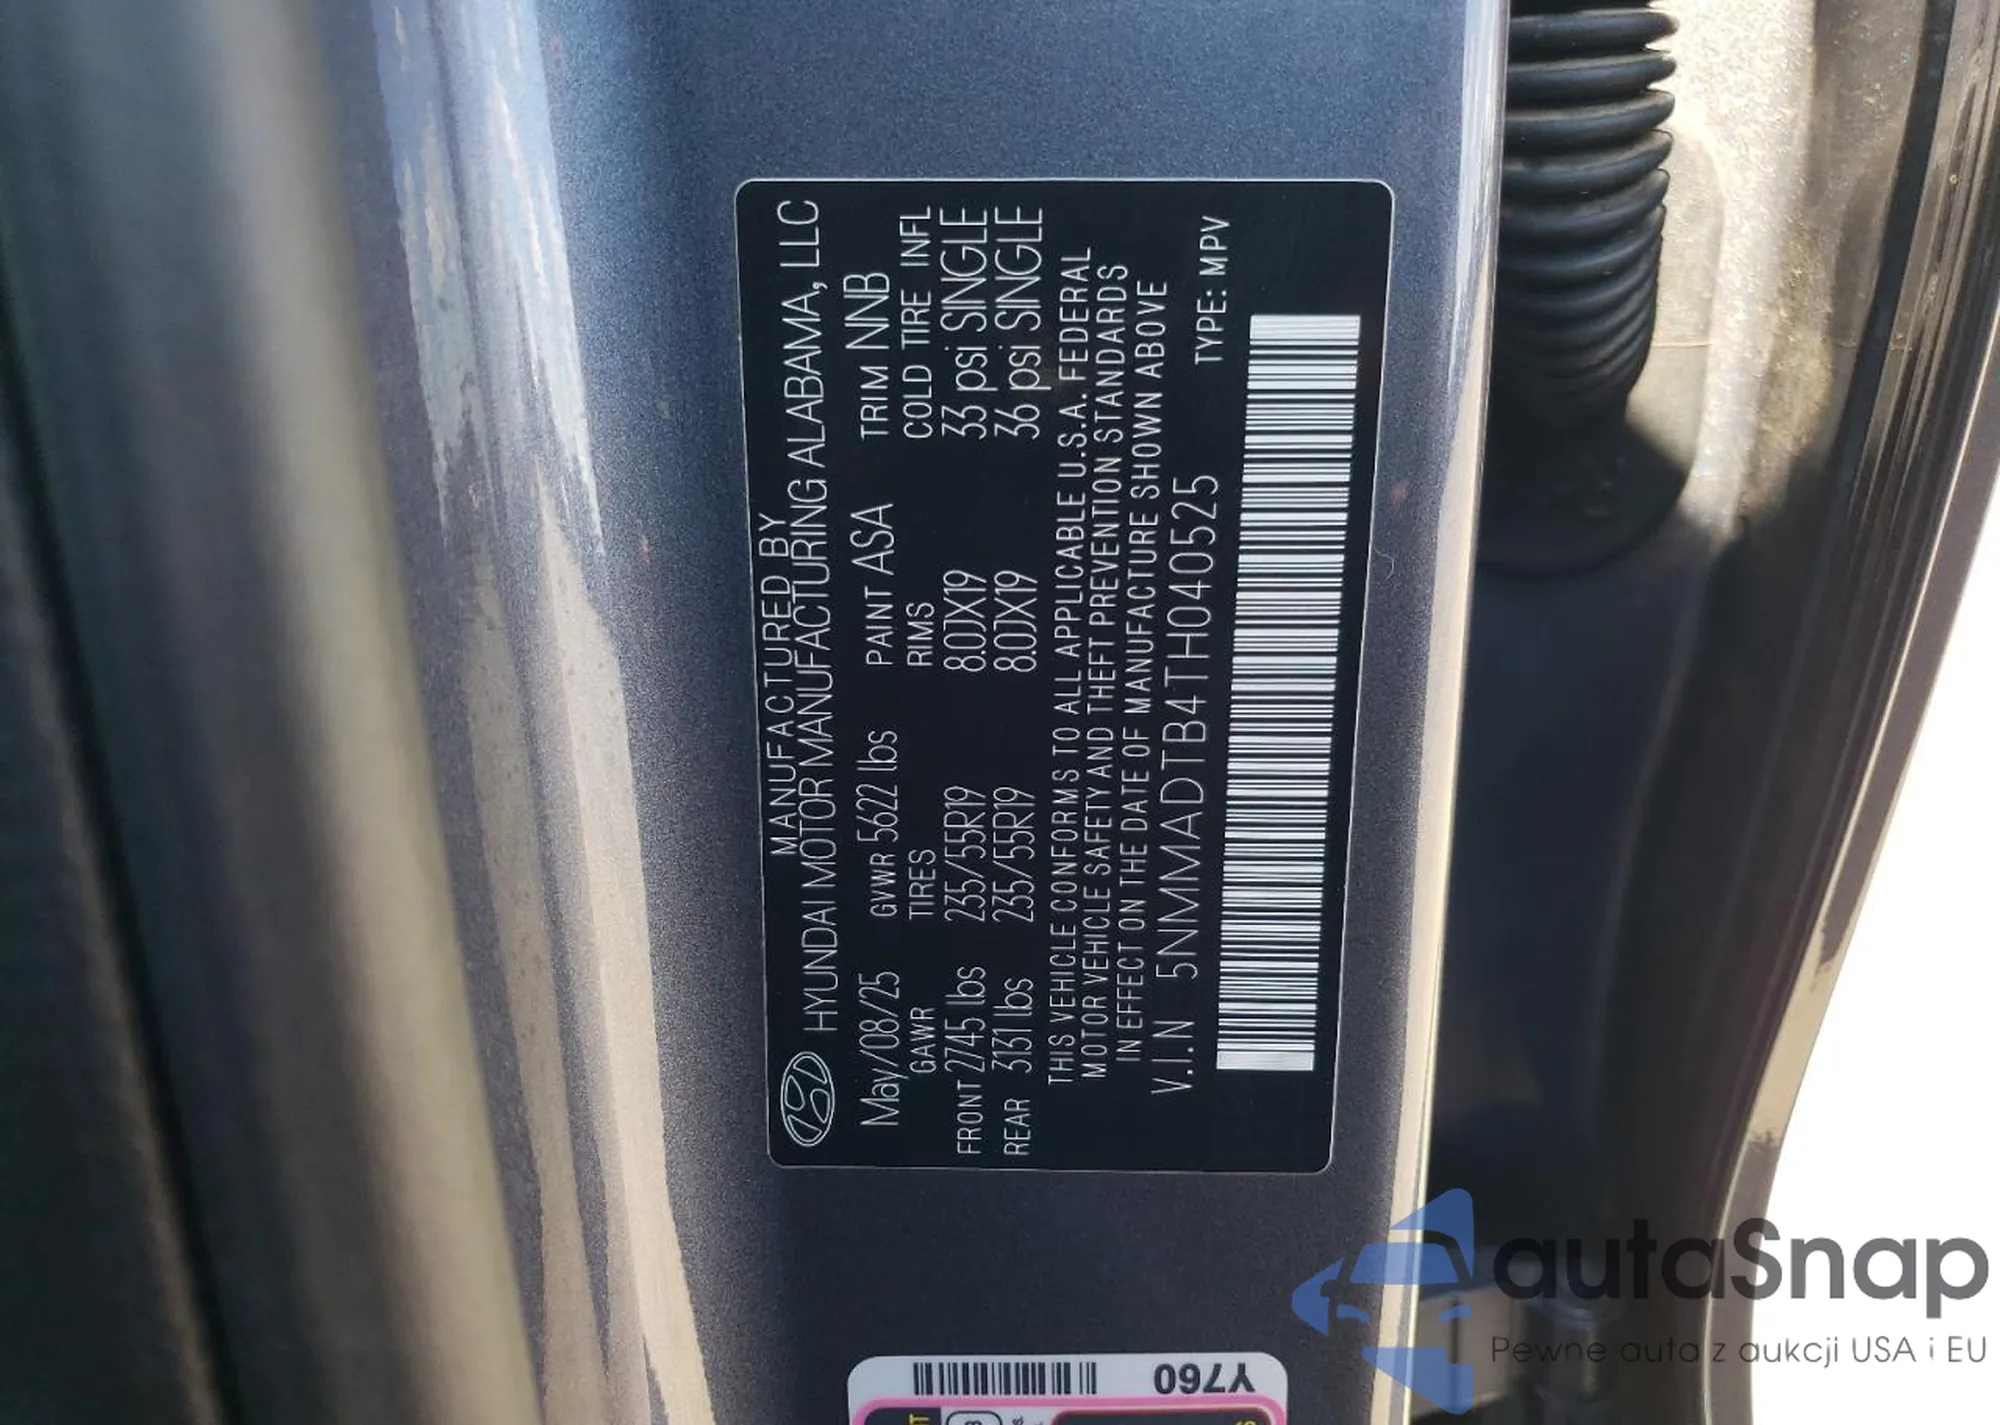 MANUFACTURED BY
HYUNDAI MOTOR MANUFACTURING ALABAMA, LLC
May/08/25 GVWR 5622 lbs PAINT ASA TRIM NNB
GAWR TIRES RIMS COLD TIRE INFL
FRONT 2745 lbs 235/55R19 8.0JX19 33 psi SINGLE
REAR 3131 lbs 235/55R19 8.0JX19 36 psi SINGLE
THIS VEHICLE CONFORMS TO ALL APPLICABLE U.S.A. FEDERAL
MOTOR VEHICLE SAFETY AND THEFT PREVENTION STANDARDS
IN EFFECT ON THE DATE OF MANUFACTURE SHOWN ABOVE
V.I.N 5NMMADTB4TH040525 TYPE: MPV
Y760
autaSnap
Pewne auta z aukcji USA i EU